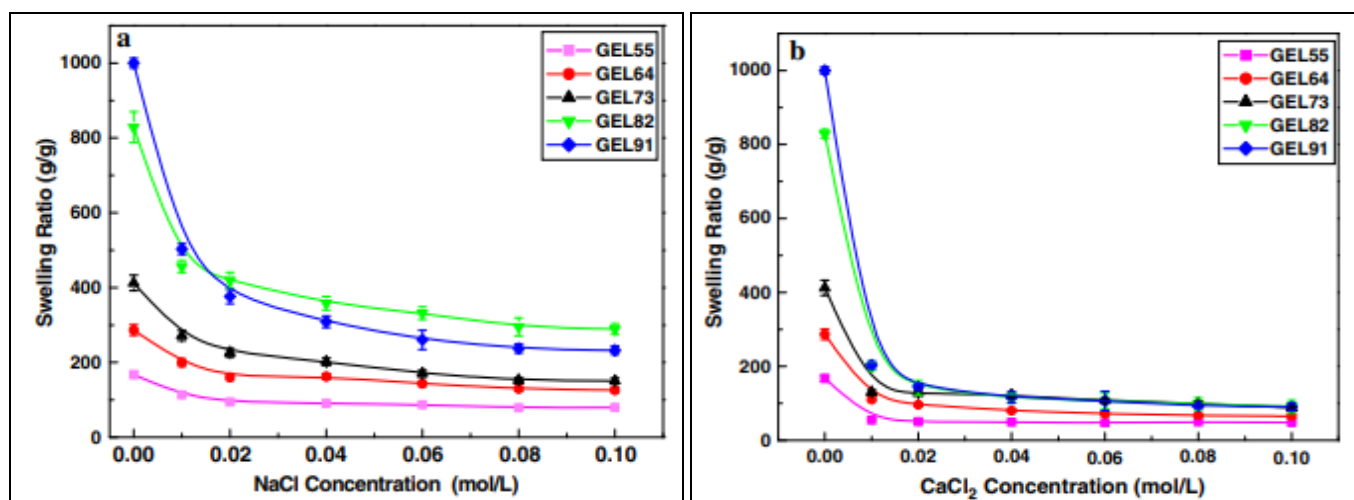 a
GEL55
GEL64
GEL73
GEL82
GEL91
Swelling Ratio (g/g)
1000
800
600
400
200
0
0.00 0.02 0.04 0.06 0.08 0.10
NaCl Concentration (mol/L)
b
GEL55
GEL64
GEL73
GEL82
GEL91
Swelling Ratio (g/g)
1000
800
600
400
200
0
0.00 0.02 0.04 0.06 0.08 0.10
CaCl₂ Concentration (mol/L)